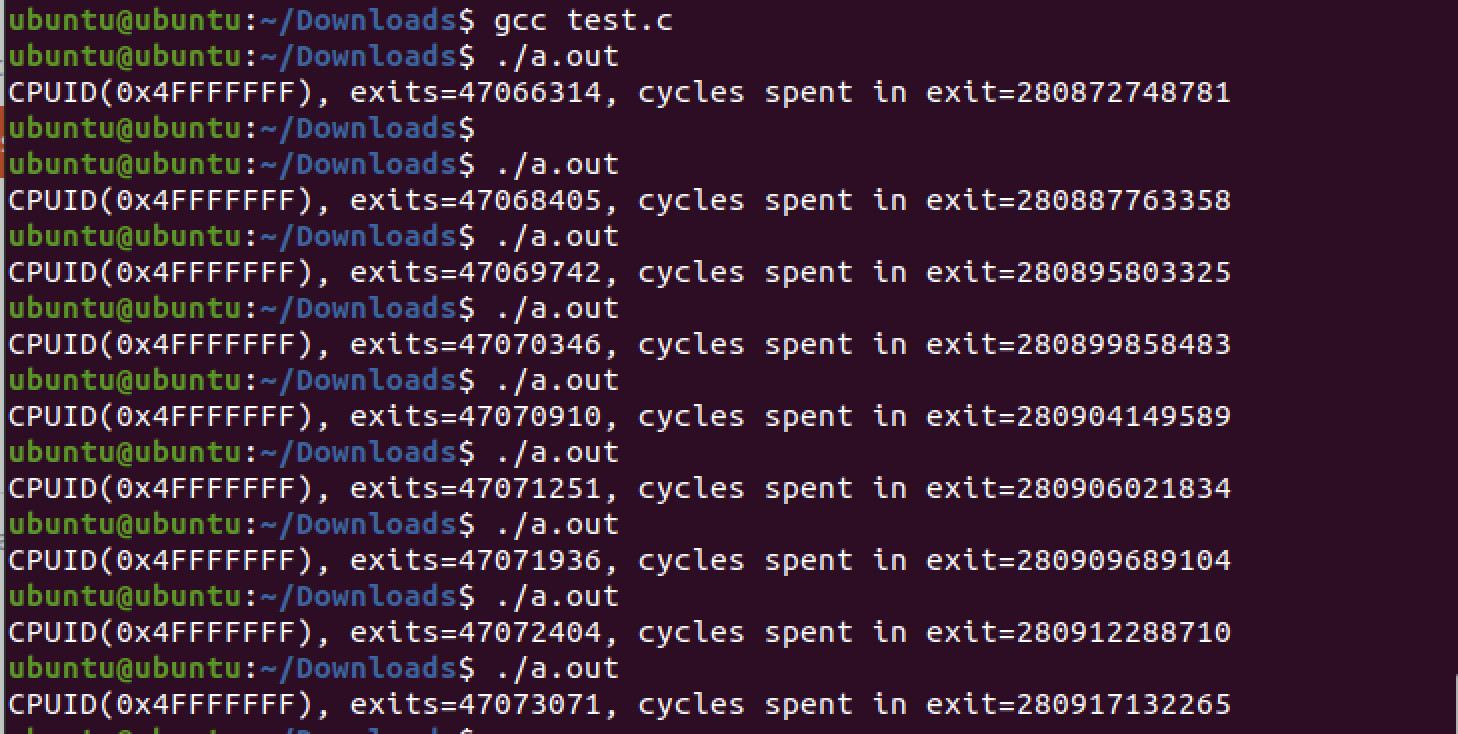 ubuntu@ubuntu:~/Downloads$ gcc test.c
ubuntu@ubuntu:~/Downloads$ ./a.out
CPUID(0x4FFFFFFF), exits=47066314, cycles spent in exit=280872748781
ubuntu@ubuntu:~/Downloads$
ubuntu@ubuntu:~/Downloads$ ./a.out
CPUID(0x4FFFFFFF), exits=47068405, cycles spent in exit=280887763358
ubuntu@ubuntu:~/Downloads$ ./a.out
CPUID(0x4FFFFFFF), exits=47069742, cycles spent in exit=280895803325
ubuntu@ubuntu:~/Downloads$ ./a.out
CPUID(0x4FFFFFFF), exits=47070346, cycles spent in exit=280899858483
ubuntu@ubuntu:~/Downloads$ ./a.out
CPUID(0x4FFFFFFF), exits=47070910, cycles spent in exit=280904149589
ubuntu@ubuntu:~/Downloads$ ./a.out
CPUID(0x4FFFFFFF), exits=47071251, cycles spent in exit=280906021834
ubuntu@ubuntu:~/Downloads$ ./a.out
CPUID(0x4FFFFFFF), exits=47071936, cycles spent in exit=280909689104
ubuntu@ubuntu:~/Downloads$ ./a.out
CPUID(0x4FFFFFFF), exits=47072404, cycles spent in exit=280912288710
ubuntu@ubuntu:~/Downloads$ ./a.out
CPUID(0x4FFFFFFF), exits=47073071, cycles spent in exit=280917132265